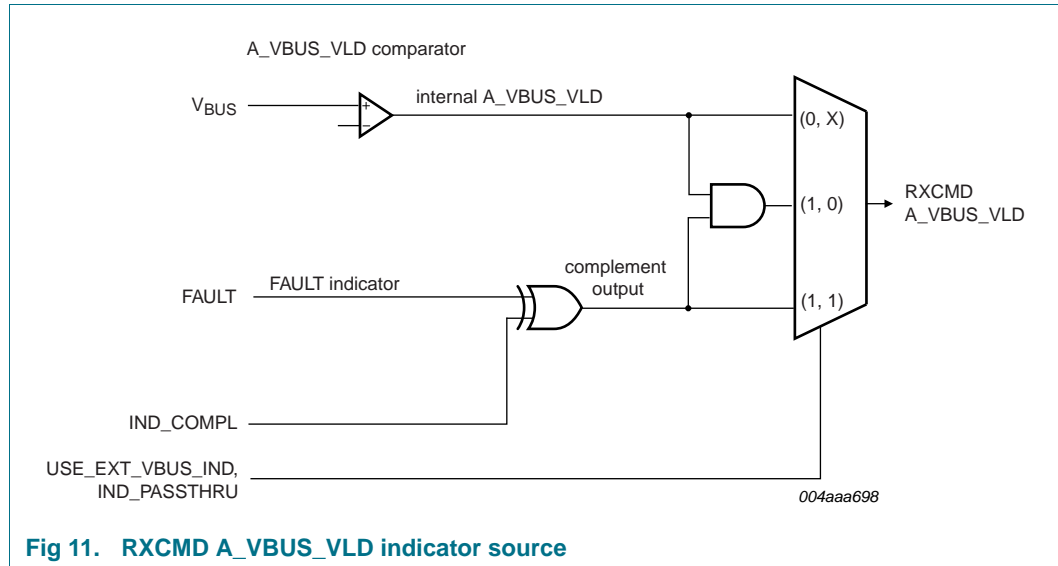 A_VBUS_VLD comparator
VBUS
+
−
internal A_VBUS_VLD
(0, X)
(1, 0)
RXCMD
A_VBUS_VLD
complement
output
FAULT
FAULT indicator
(1, 1)
IND_COMPL
USE_EXT_VBUS_IND,
IND_PASSTHRU
004aaa698
Fig 11. RXCMD A_VBUS_VLD indicator source